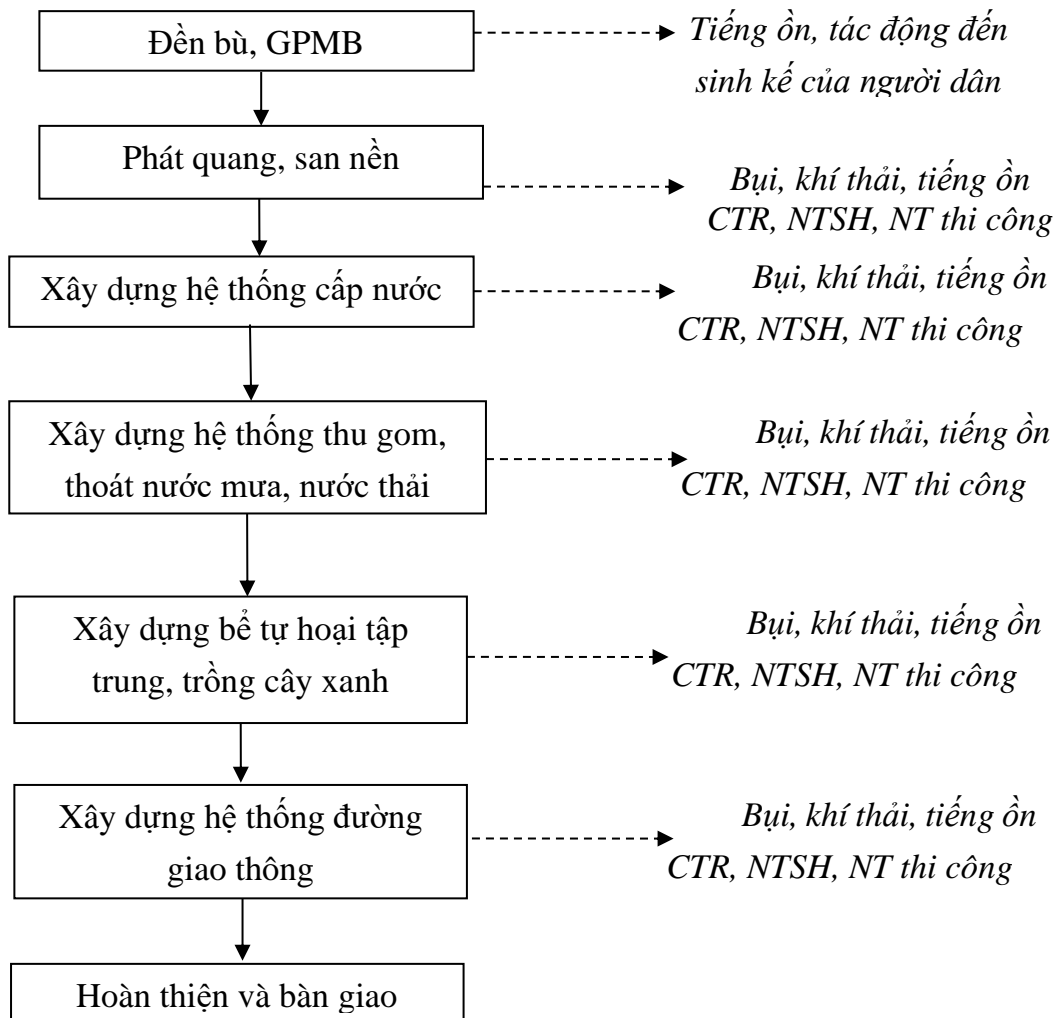 Đền bù, GPMB
Tiếng ồn, tác động đến
sinh kế của người dân
Phát quang, san nền
Bụi, khí thải, tiếng ồn
CTR, NTSH, NT thi công
Xây dựng hệ thống cấp nước
Bụi, khí thải, tiếng ồn
CTR, NTSH, NT thi công
Xây dựng hệ thống thu gom,
thoát nước mưa, nước thải
Bụi, khí thải, tiếng ồn
CTR, NTSH, NT thi công
Xây dựng bể tự hoại tập
trung, trồng cây xanh
Bụi, khí thải, tiếng ồn
CTR, NTSH, NT thi công
Xây dựng hệ thống đường
giao thông
Bụi, khí thải, tiếng ồn
CTR, NTSH, NT thi công
Hoàn thiện và bàn giao